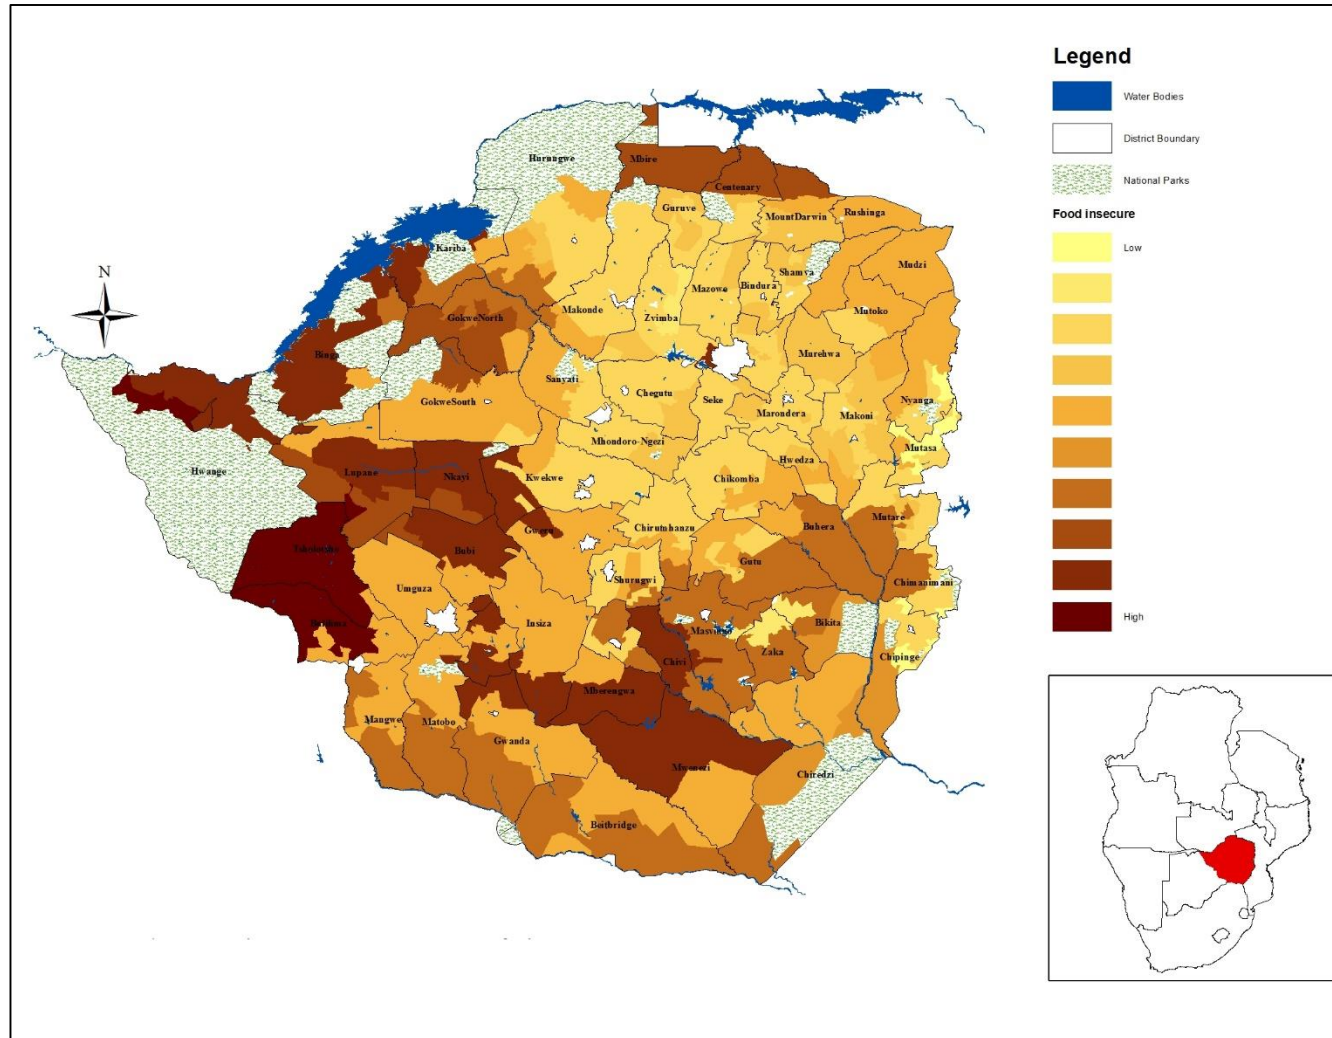 Legend
Water Bodies
District Boundary
National Parks
Food insecure
Low
High
N
Hurungwe
Mbire
Centenary
Guruve
MountDarwin
Rushinga
Kariba
Mudzi
Shamva
Bindura
Mazowe
Mutoko
Makonde
Zvimba
GokweNorth
Murehwa
Binga
Sanyati
Chegutu
Seke
Marondera
Nyanga
GokweSouth
Makoni
Mhondoro-Ngezi
Mutasa
Hwedza
Hwange
Lupane
Nkayi
Kwekwe
Chikomba
Mutare
Chirumhanzu
Buhera
Gweru
Bubi
Gutu
Shurugwi
Chimanimani
Umguza
Insiza
Bikita
Masvingo
Zaka
Chivi
Chipinge
Mberengwa
Mangwe
Matobo
Gwanda
Mwenezi
Chiredzi
Beitbridge